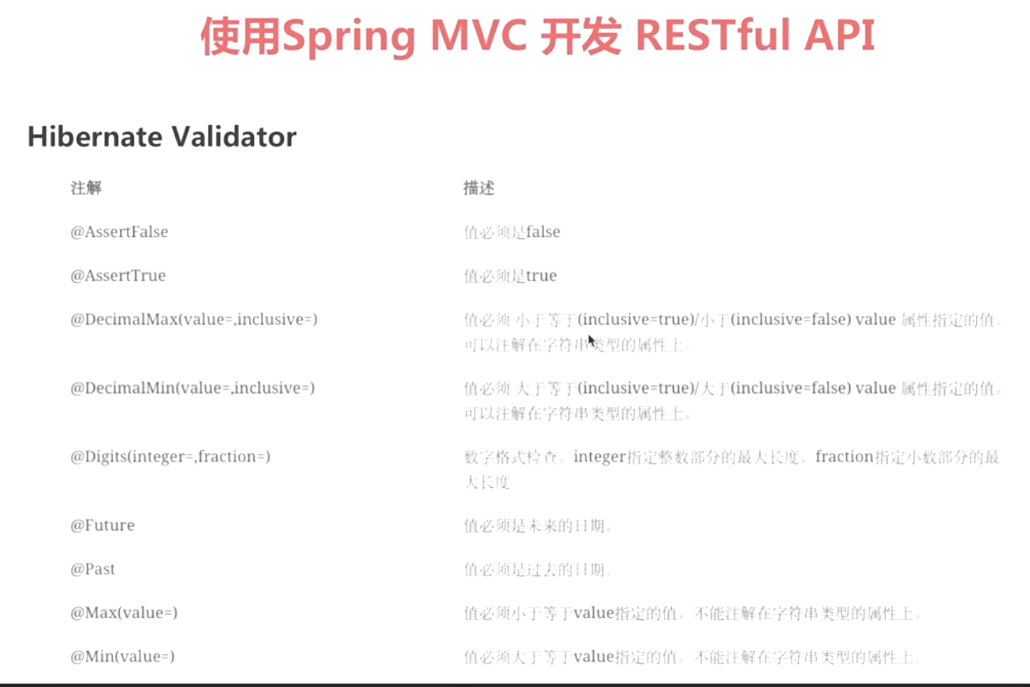 使用Spring MVC 开发 RESTful API
Hibernate Validator
注解 描述
@AssertFalse 值必须是false
@AssertTrue 值必须是true
@DecimalMax(value=,inclusive=) 值必须 小于等于(inclusive=true)/小于(inclusive=false) value 属性指定的值。
可以注解在字符串类型的属性上。
@DecimalMin(value=,inclusive=) 值必须 大于等于(inclusive=true)/大于(inclusive=false) value 属性指定的值。
可以注解在字符串类型的属性上。
@Digits(integer=,fraction=) 数字格式检查。integer指定整数部分的最大长度，fraction指定小数部分的最
大长度
@Future 值必须是未来的日期。
@Past 值必须是过去的日期。
@Max(value=) 值必须小于等于value指定的值。不能注解在字符串类型的属性上。
@Min(value=) 值必须大于等于value指定的值。不能注解在字符串类型的属性上。